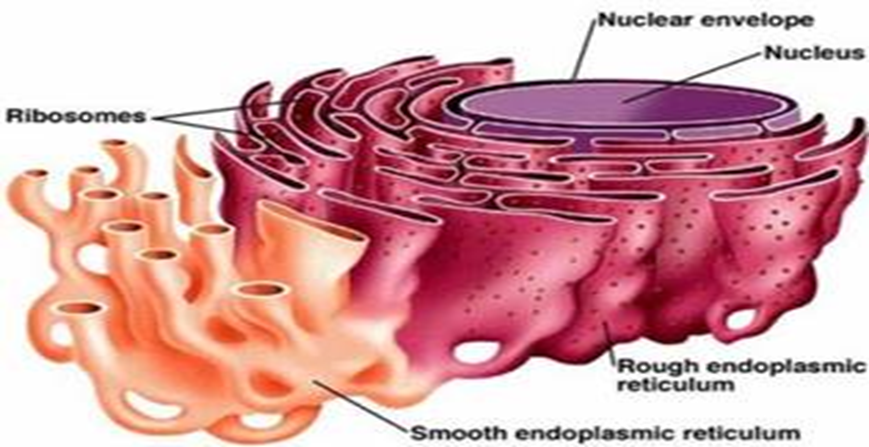 Nuclear envelope
Nucleus
Ribosomes
Rough endoplasmic
reticulum
Smooth endoplasmic reticulum